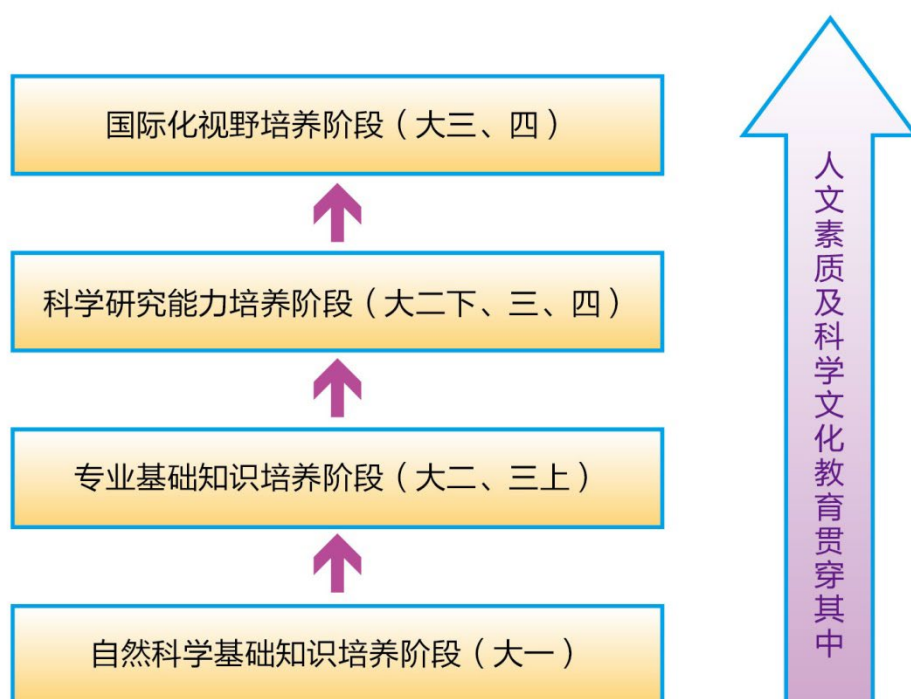 国际化视野培养阶段（大三、四）
科学研究能力培养阶段（大二下、三、四）
专业基础知识培养阶段（大二、三上）
自然科学基础知识培养阶段（大一）
人文素质及科学文化教育贯穿其中